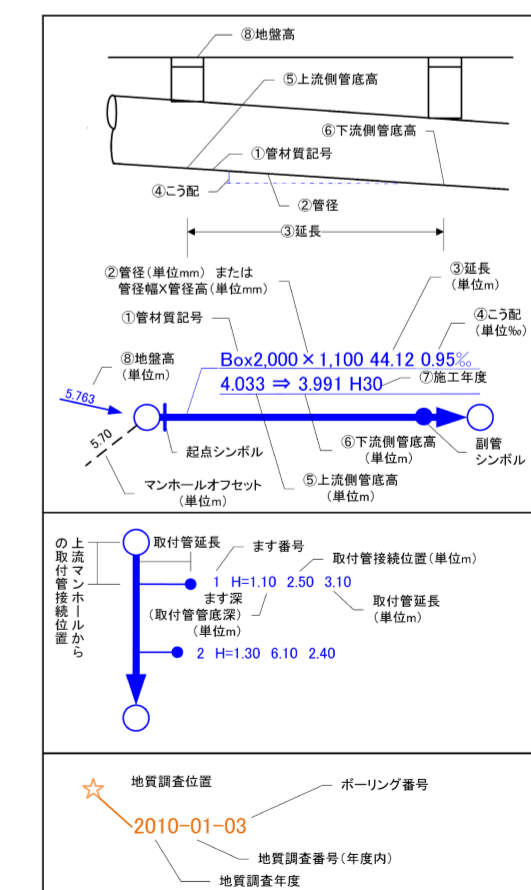 ⑧地盤高
⑤上流側管底高
⑥下流側管底高
①管材質記号
④こう配
②管径
③延長
②管径(単位mm) または
管径幅X管径高(単位mm)
③延長
(単位m)
①管材質記号
④こう配
(単位‰)
⑧地盤高
(単位m)
Box2,000×1,100 44.12 0.95‰
4.033 ⇒ 3.991 H30
⑦施工年度
5.763
5.70
起点シンボル
⑥下流側管底高
(単位m)
副管
シンボル
マンホールオフセット
(単位m)
⑤上流側管底高
(単位m)
上流マンホールから
の取付管接続位置
取付管延長
ます番号
取付管接続位置(単位m)
1 H=1.10 2.50 3.10
ます深
(取付管管底深)
(単位m)
取付管延長
(単位m)
2 H=1.30 6.10 2.40
地質調査位置
ボーリング番号
2010-01-03
地質調査番号(年度内)
地質調査年度